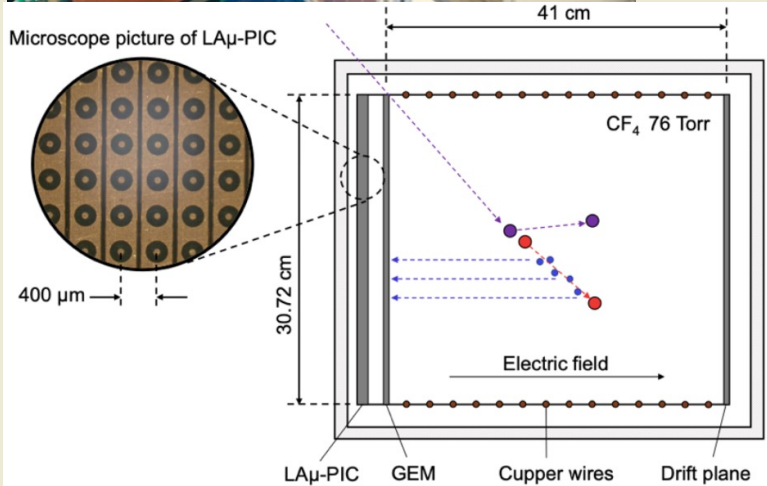 41 cm
Microscope picture of LAμ-PIC
CF4 76 Torr
400 μm
30.72 cm
Electric field
LAμ-PIC GEM Cupper wires Drift plane